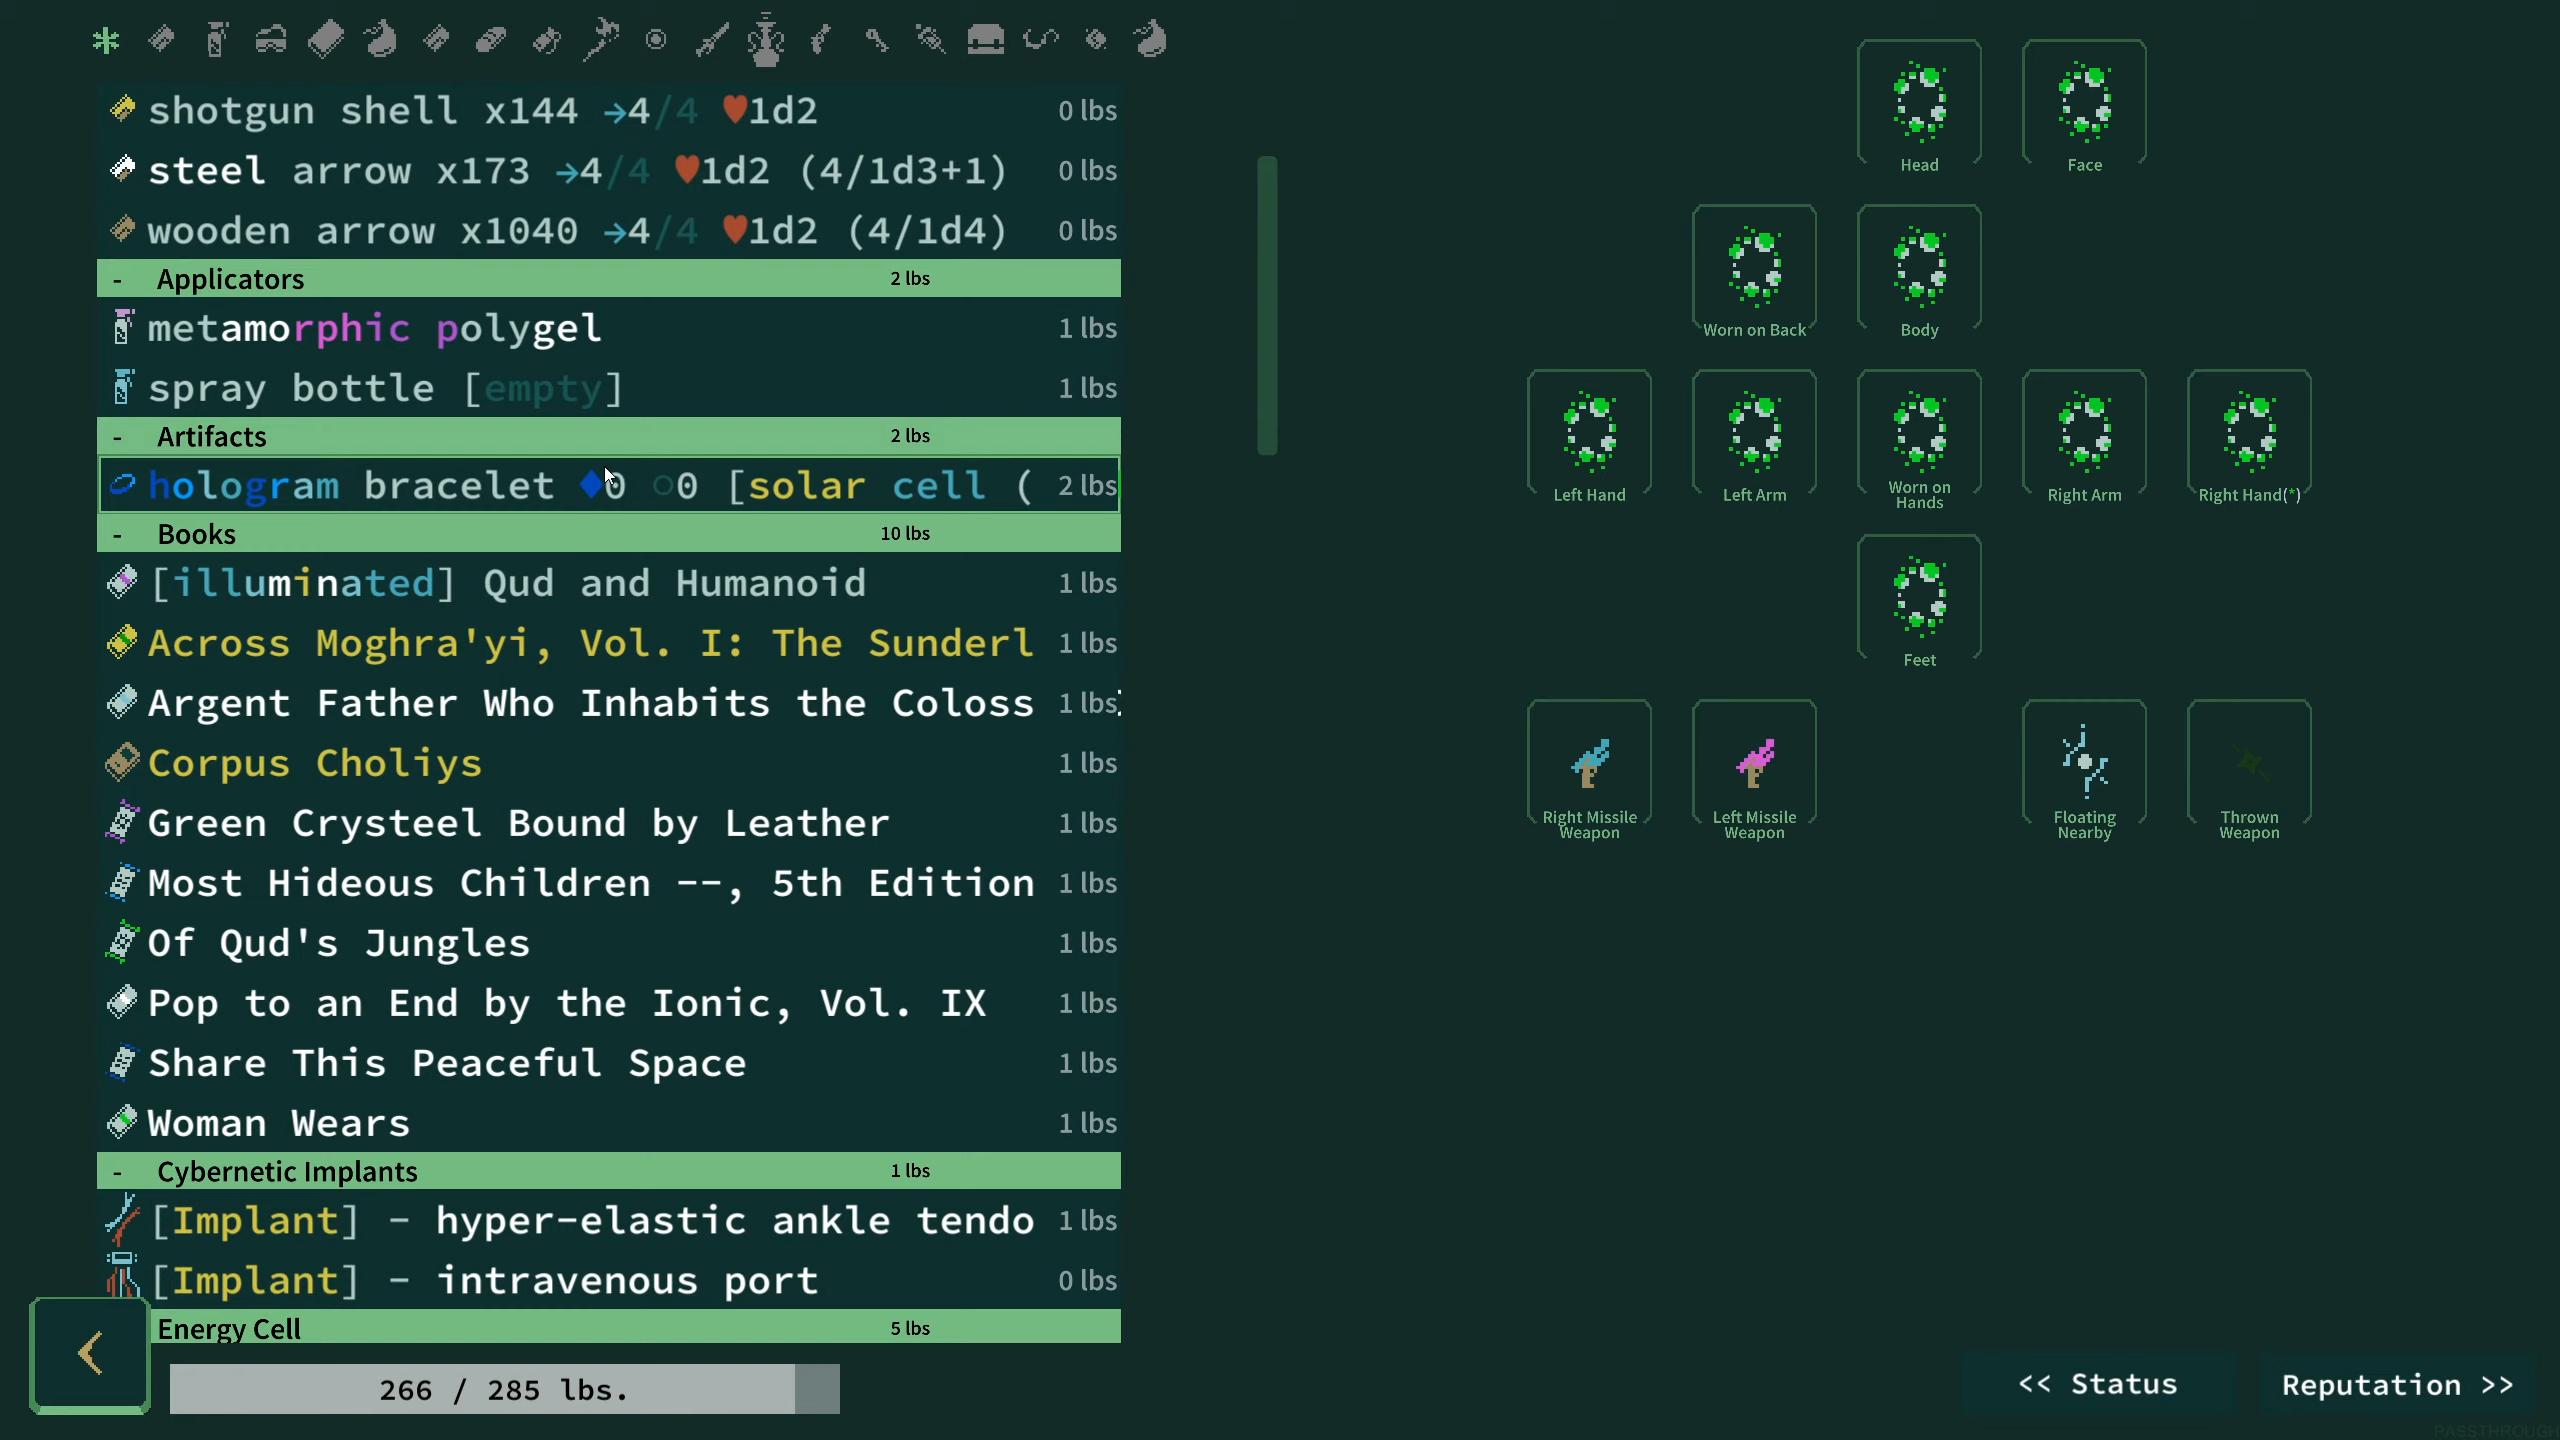 shotgun shell x144 →4/4 ♥1d2 0 lbs
steel arrow x173 →4/4 ♥1d2 (4/1d3+1) 0 lbs
wooden arrow x1040 →4/4 ♥1d2 (4/1d4) 0 lbs
- Applicators 2 lbs
metamorphic polygel 1 lbs
spray bottle [empty] 1 lbs
- Artifacts 2 lbs
hologram bracelet ◆0 ○0 [solar cell ( 2 lbs
- Books 10 lbs
[illuminated] Qud and Humanoid 1 lbs
Across Moghra'yi, Vol. I: The Sunderl 1 lbs
Argent Father Who Inhabits the Coloss 1 lbs
Corpus Choliys 1 lbs
Green Crysteel Bound by Leather 1 lbs
Most Hideous Children --, 5th Edition 1 lbs
Of Qud's Jungles 1 lbs
Pop to an End by the Ionic, Vol. IX 1 lbs
Share This Peaceful Space 1 lbs
Woman Wears 1 lbs
- Cybernetic Implants 1 lbs
[Implant] - hyper-elastic ankle tendo 1 lbs
[Implant] - intravenous port 0 lbs
Energy Cell 5 lbs
266 / 285 lbs.
Head
Face
Worn on Back
Body
Left Hand
Left Arm
Worn on
Hands
Right Arm
Right Hand(*)
Feet
Right Missile
Weapon
Left Missile
Weapon
Floating
Nearby
Thrown
Weapon
<< Status
Reputation >>
PASSTHROUGH